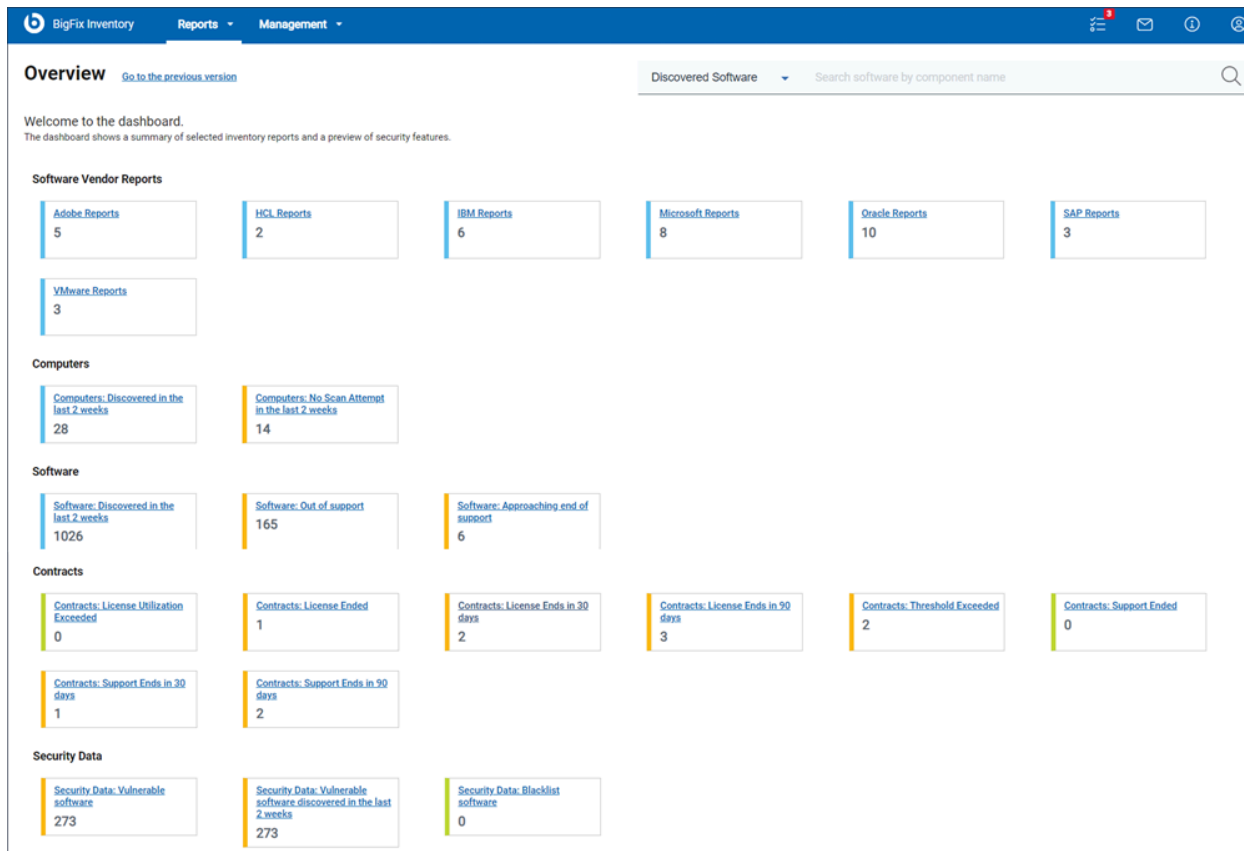 BigFix Inventory Reports Management 3
Overview Go to the previous version Discovered Software Search software by component name
Welcome to the dashboard.
The dashboard shows a summary of selected inventory reports and a preview of security features.
Software Vendor Reports
Adobe Reports
5
HCL Reports
2
IBM Reports
6
Microsoft Reports
8
Oracle Reports
10
SAP Reports
3
VMware Reports
3
Computers
Computers: Discovered in the
last 2 weeks
28
Computers: No Scan Attempt
in the last 2 weeks
14
Software
Software: Discovered in the
last 2 weeks
1026
Software: Out of support
165
Software: Approaching end of
support
6
Contracts
Contracts: License Utilization
Exceeded
0
Contracts: License Ended
1
Contracts: License Ends in 30
days
2
Contracts: License Ends in 90
days
3
Contracts: Threshold Exceeded
2
Contracts: Support Ended
0
Contracts: Support Ends in 30
days
1
Contracts: Support Ends in 90
days
2
Security Data
Security Data: Vulnerable
software
273
Security Data: Vulnerable
software discovered in the last
2 weeks
273
Security Data: Blacklist
software
0